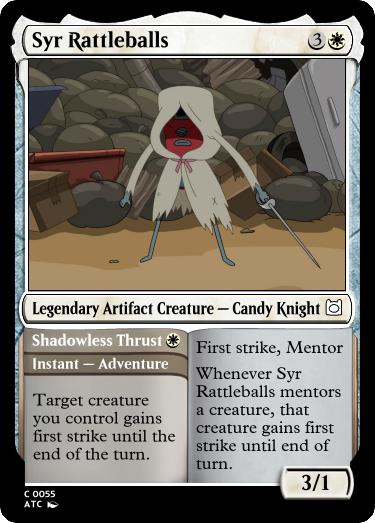 Syr Rattleballs 3
Legendary Artifact Creature — Candy Knight
Shadowless Thrust
Instant — Adventure
Target creature
you control gains
first strike until the
end of the turn.
First strike, Mentor
Whenever Syr
Rattleballs mentors
a creature, that
creature gains first
strike until end of
turn.
3/1
C 0055
ATC